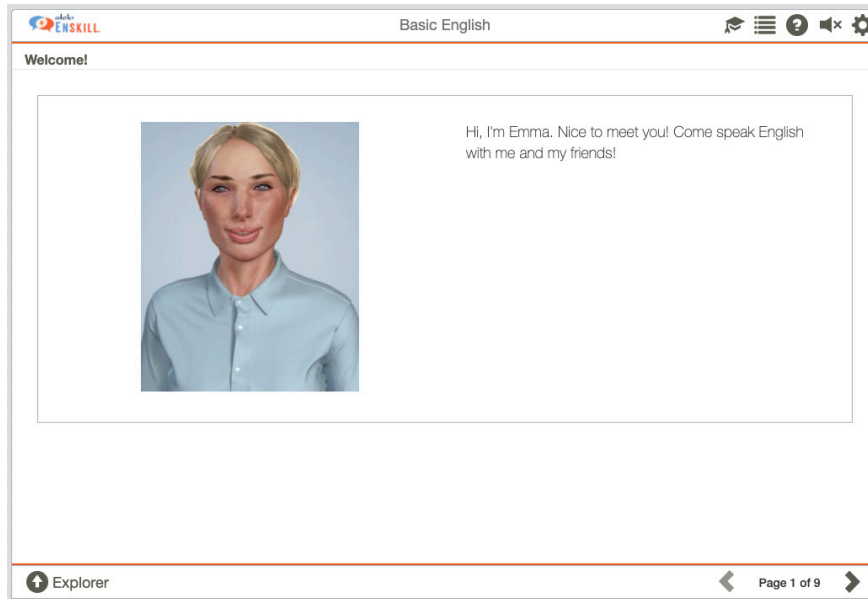 alelo
ENSKILL
Basic English
Welcome!
Hi, I'm Emma. Nice to meet you! Come speak English
with me and my friends!
Explorer
Page 1 of 9